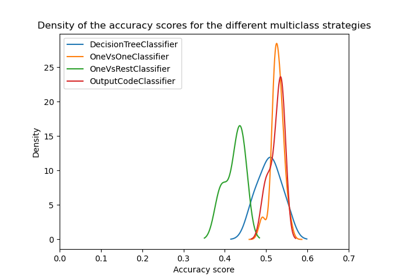 Density of the accuracy scores for the different multiclass strategies
DecisionTreeClassifier
OneVsOneClassifier
OneVsRestClassifier
OutputCodeClassifier
Density
25
20
15
10
5
0
0.0 0.1 0.2 0.3 0.4 0.5 0.6 0.7
Accuracy score